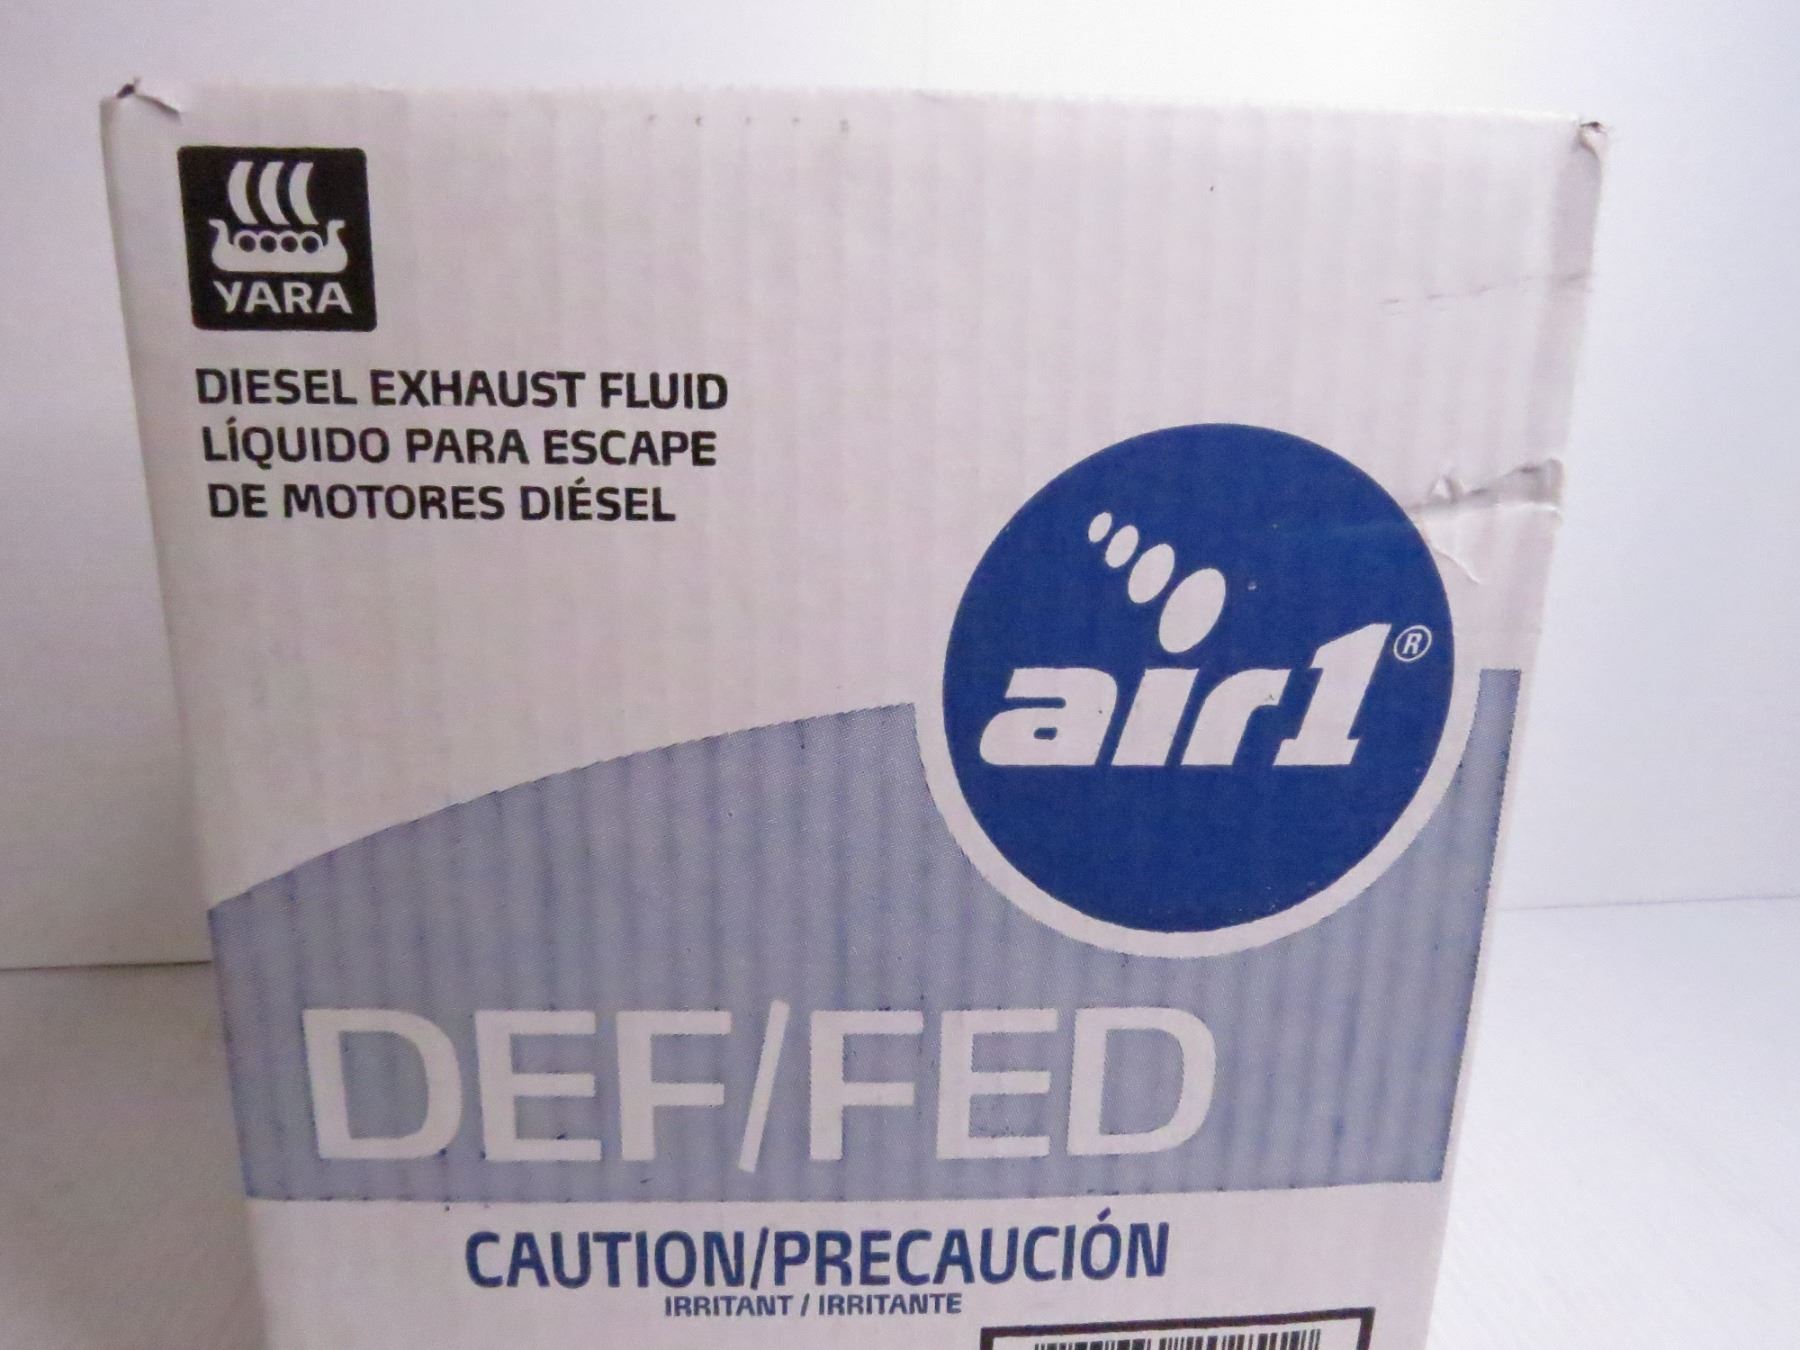 YARA
DIESEL EXHAUST FLUID
LÍQUIDO PARA ESCAPE
DE MOTORES DIÉSEL
air1®
DEF/FED
CAUTION/PRECAUCIÓN
IRRITANT / IRRITANTE